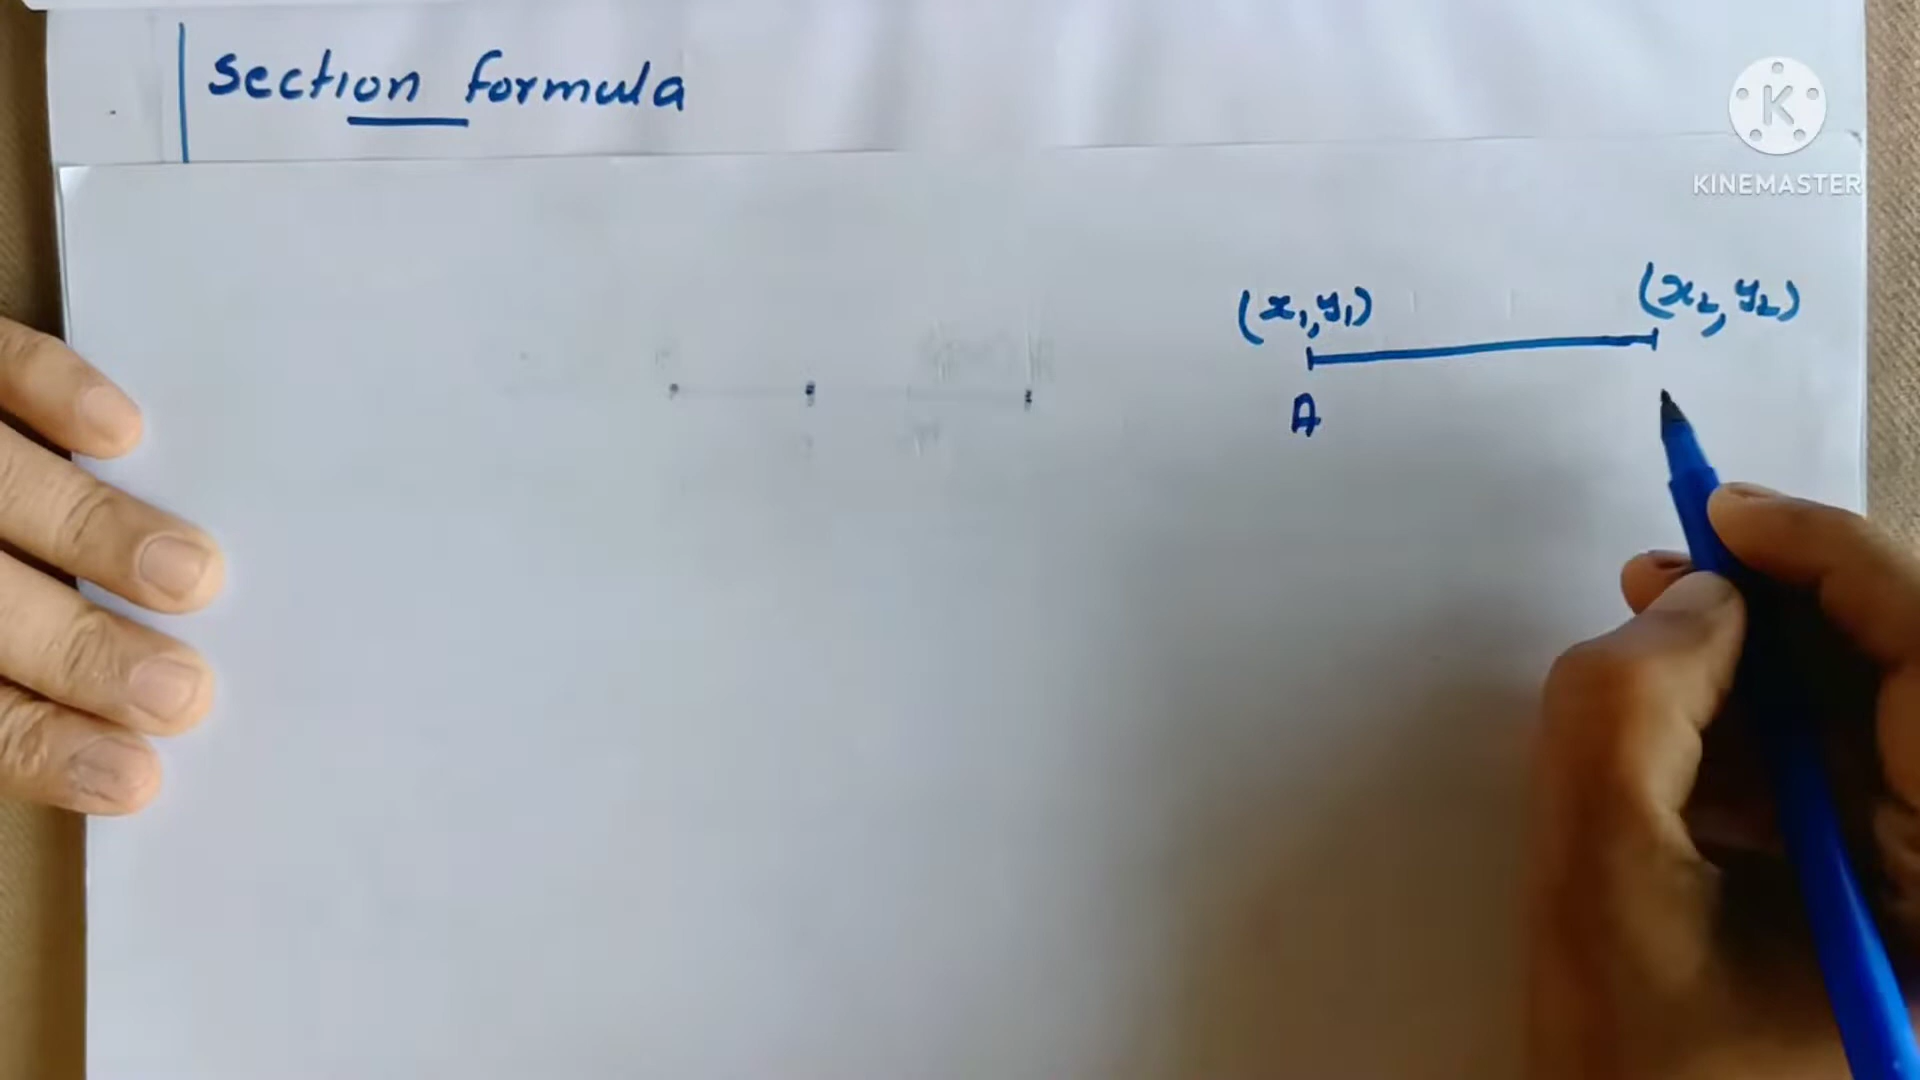 section formula
K
KINEMASTER
(x₁,y₁)
(x₂,y₂)
A